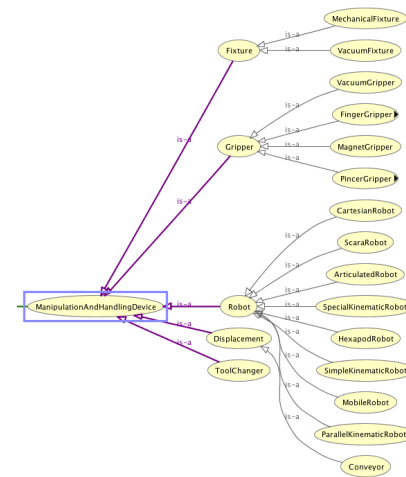 MechanicalFixture
is-a
Fixture
is-a
VacuumFixture
VacuumGripper
is-a
FingerGripper
is-a
is-a
Gripper
is-a
MagnetGripper
is-a
PincerGripper
is-a
CartesianRobot
is-a
ScaraRobot
is-a
ArticulatedRobot
is-a
ManipulationAndHandlingDevice
is-a
Robot
is-a
SpecialKinematicRobot
is-a
is-a
Displacement
HexapodRobot
is-a
ToolChanger
is-a
SimpleKinematicRobot
is-a
MobileRobot
is-a
ParallelKinematicRobot
Conveyor